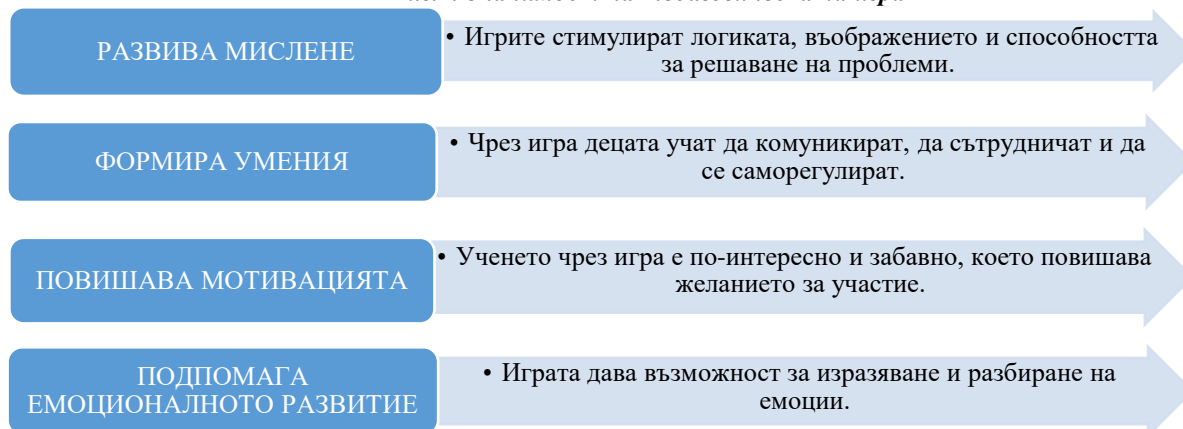 РАЗВИВА МИСЛЕНЕ
• Игрите стимулират логиката, въображението и способността
за решаване на проблеми.
ФОРМИРА УМЕНИЯ
• Чрез игра децата учат да комуникират, да сътрудничат и да
се саморегулират.
ПОВИШАВА МОТИВАЦИЯТА
• Ученето чрез игра е по-интересно и забавно, което повишава
желанието за участие.
ПОДПОМАГА
ЕМОЦИОНАЛНОТО РАЗВИТИЕ
• Играта дава възможност за изразяване и разбиране на
емоции.